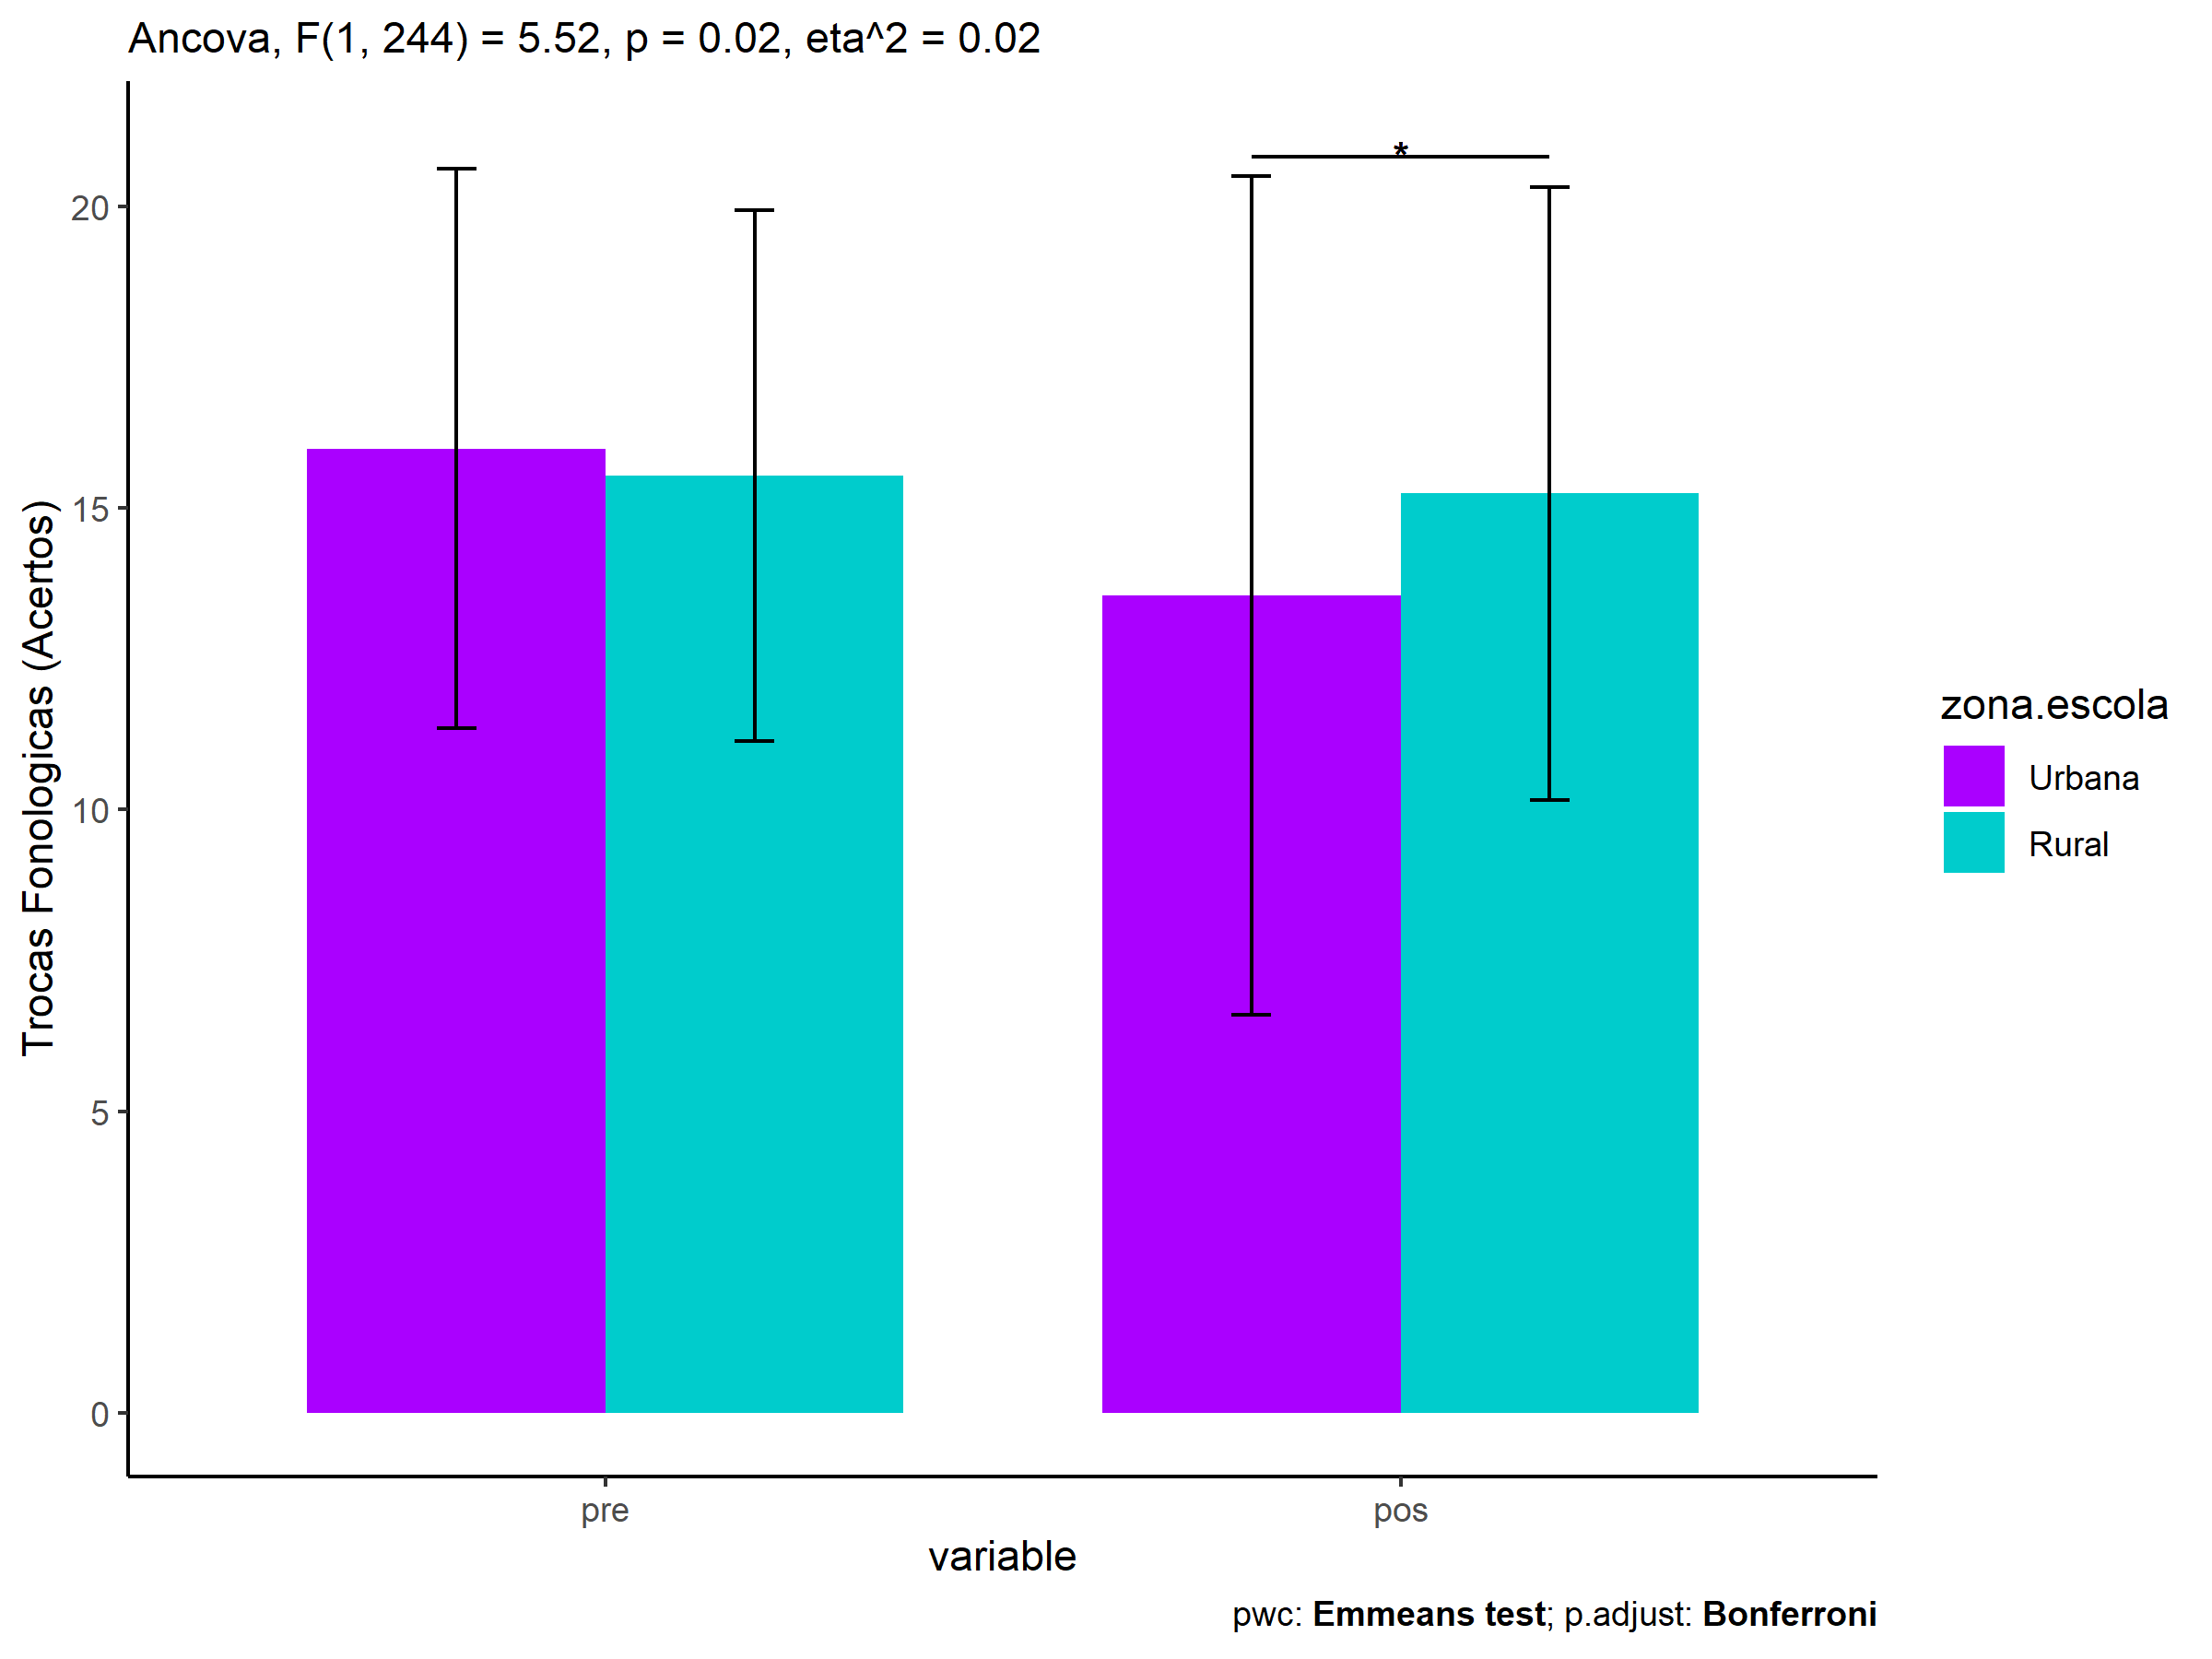 Ancova, F(1, 244) = 5.52, p = 0.02, eta^2 = 0.02
*
20
15
10
5
0
Trocas Fonologicas (Acertos)
pre
pos
variable
zona.escola
Urbana
Rural
pwc: Emmeans test; p.adjust: Bonferroni